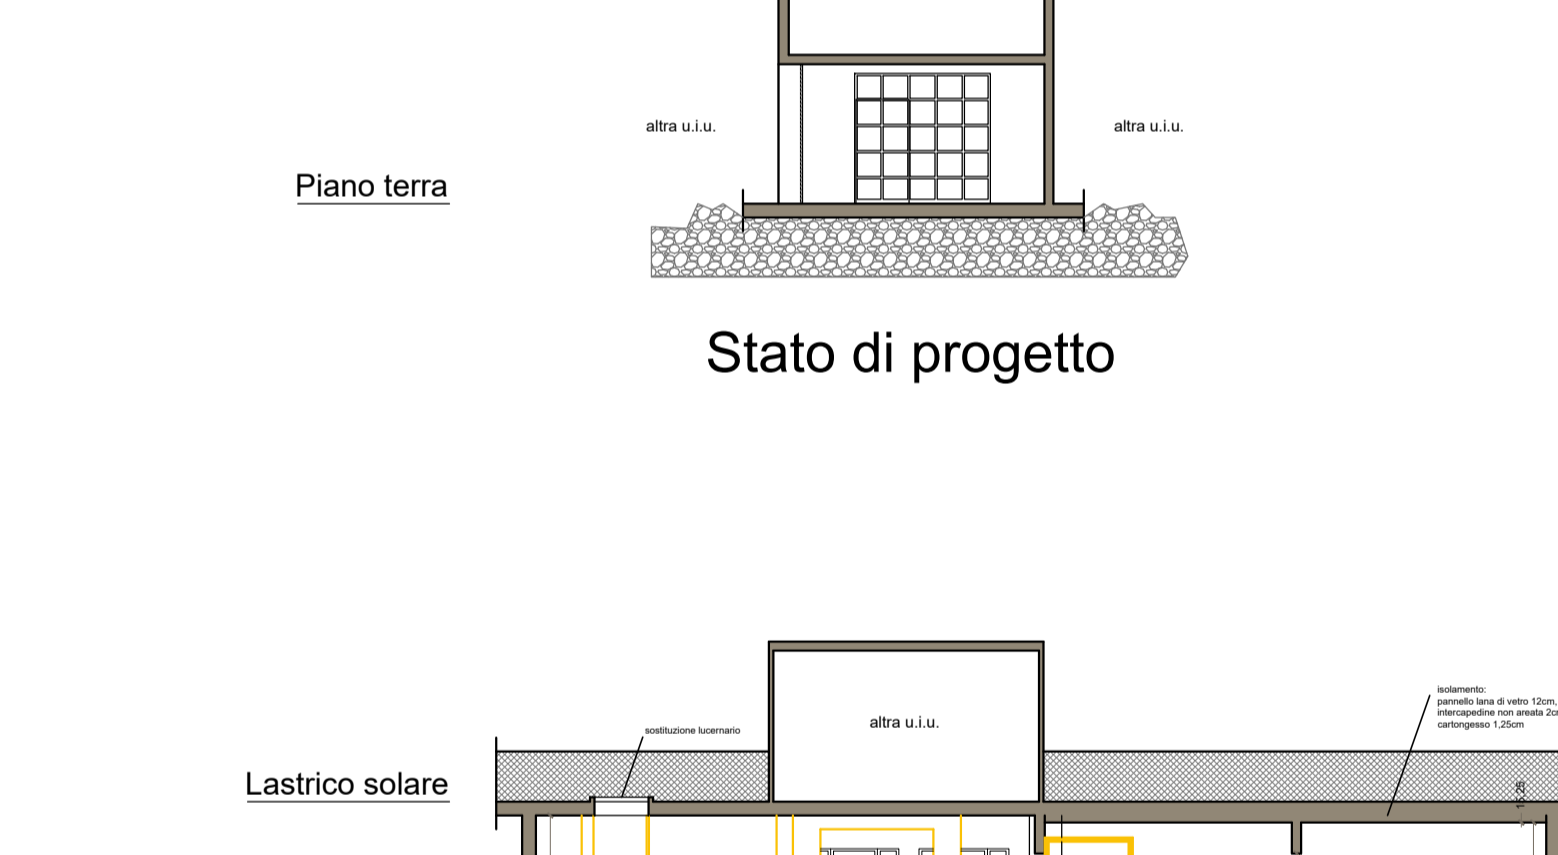 altra u.i.u.
altra u.i.u.
Piano terra
Stato di progetto
isolamento:
pannello lana di vetro 12cm,
intercapedine non areata 2c
cartongesso 1,25cm
altra u.i.u.
sostituzione lucernario
Lastrico solare